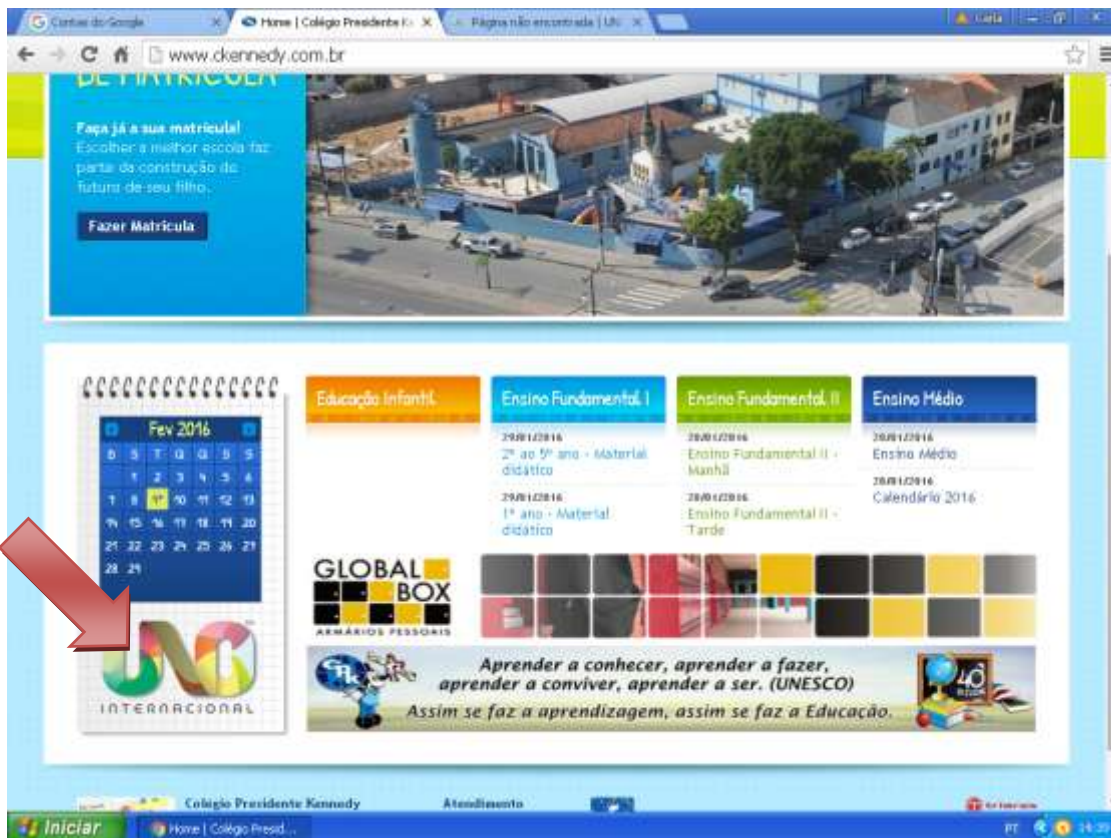 Contas do Google
Home | Colégio Presidente K
Página não encontrada | UN
www.ckennedy.com.br
DE MATRÍCULA
Faça já a sua matrícula!
Escolher a melhor escola faz
parte da construção do
futuro de seu filho.
Fazer Matrícula
Fev 2016
D S T Q Q S S
1 2 3 4 5 6
7 8 9 10 11 12 13
14 15 16 17 18 19 20
21 22 23 24 25 26 27
28 29
UNO
INTERNACIONAL
Educação Infantil
Ensino Fundamental I
29/01/2016
2º ao 5º ano - Material
didático
29/01/2016
1º ano - Material
didático
Ensino Fundamental II
28/01/2016
Ensino Fundamental II -
Manhã
28/01/2016
Ensino Fundamental II -
Tarde
Ensino Médio
28/01/2016
Ensino Médio
28/01/2016
Calendário 2016
GLOBAL
BOX
ARMÁRIOS PESSOAIS
Aprender a conhecer, aprender a fazer,
aprender a conviver, aprender a ser. (UNESCO)
Assim se faz a aprendizagem, assim se faz a Educação.
Colégio Presidente Kennedy
Atendimento
Iniciar
Home | Colégio Presid...
PT